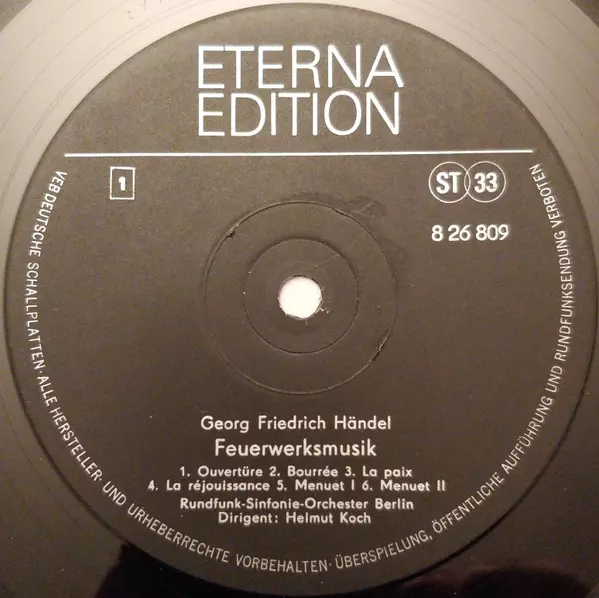 ETERNA
EDITION
1
ST 33
8 26 809
Georg Friedrich Händel
Feuerwerksmusik
1. Ouvertüre 2. Bourrée 3. La paix
4. La réjouissance 5. Menuet I 6. Menuet II
Rundfunk-Sinfonie-Orchester Berlin
Dirigent: Helmut Koch
VEB DEUTSCHE SCHALLPLATTEN · ALLE HERSTELLER- UND URHEBERRECHTE VORBEHALTEN · ÜBERSPIELUNG, ÖFFENTLICHE AUFFÜHRUNG UND RUNDFUNKSENDUNG VERBOTEN